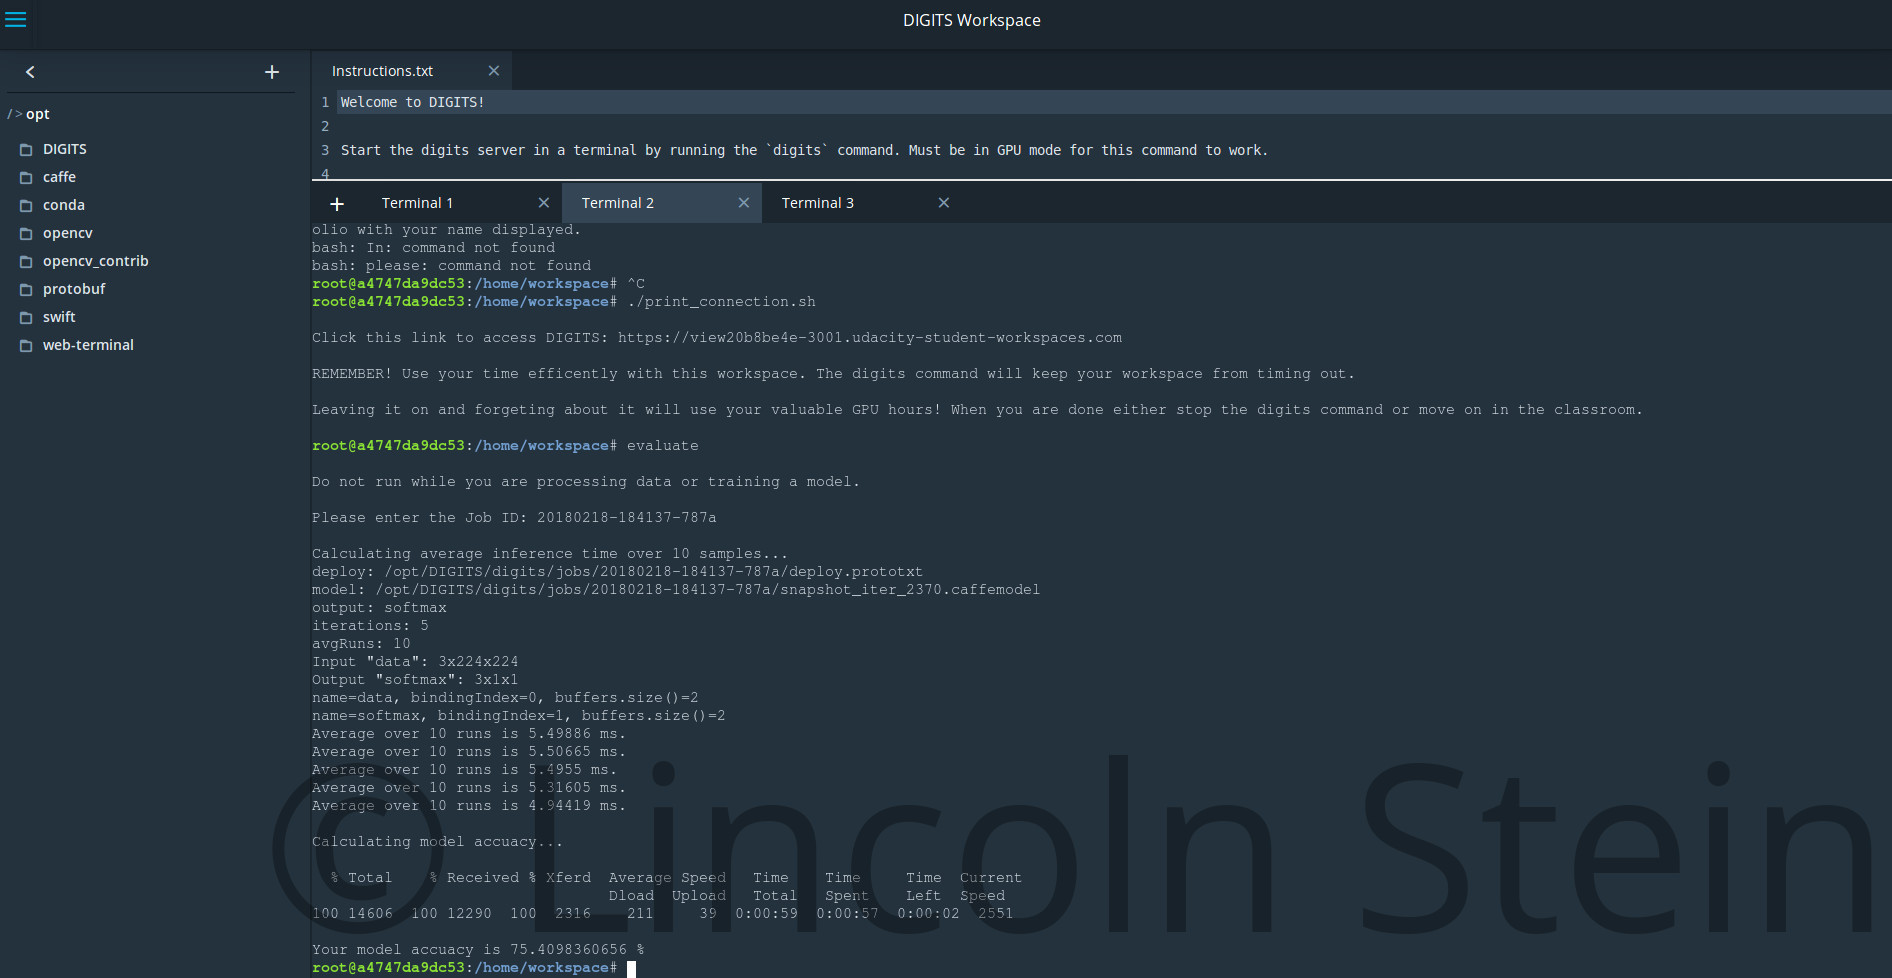 DIGITS Workspace
/> opt
DIGITS
caffe
conda
opencv
opencv_contrib
protobuf
swift
web-terminal
Instructions.txt
1 Welcome to DIGITS!
2
3 Start the digits server in a terminal by running the `digits` command. Must be in GPU mode for this command to work.
4
Terminal 1 Terminal 2 Terminal 3
olio with your name displayed.
bash: In: command not found
bash: please: command not found
root@a4747da9dc53:/home/workspace# ^C
root@a4747da9dc53:/home/workspace# ./print_connection.sh
Click this link to access DIGITS: https://view20b8be4e-3001.udacity-student-workspaces.com
REMEMBER! Use your time efficently with this workspace. The digits command will keep your workspace from timing out.
Leaving it on and forgeting about it will use your valuable GPU hours! When you are done either stop the digits command or move on in the classroom.
root@a4747da9dc53:/home/workspace# evaluate
Do not run while you are processing data or training a model.
Please enter the Job ID: 20180218-184137-787a
Calculating average inference time over 10 samples...
deploy: /opt/DIGITS/digits/jobs/20180218-184137-787a/deploy.prototxt
model: /opt/DIGITS/digits/jobs/20180218-184137-787a/snapshot_iter_2370.caffemodel
output: softmax
iterations: 5
avgRuns: 10
Input "data": 3x224x224
Output "softmax": 3x1x1
name=data, bindingIndex=0, buffers.size()=2
name=softmax, bindingIndex=1, buffers.size()=2
Average over 10 runs is 5.49886 ms.
Average over 10 runs is 5.50665 ms.
Average over 10 runs is 5.4955 ms.
Average over 10 runs is 5.31605 ms.
Average over 10 runs is 4.94419 ms.
Calculating model accuacy...
% Total % Received % Xferd Average Speed Time Time Time Current
Dload Upload Total Spent Left Speed
100 14606 100 12290 100 2316 211 39 0:00:59 0:00:57 0:00:02 2551
Your model accuacy is 75.4098360656 %
root@a4747da9dc53:/home/workspace#
© Lincoln Stein